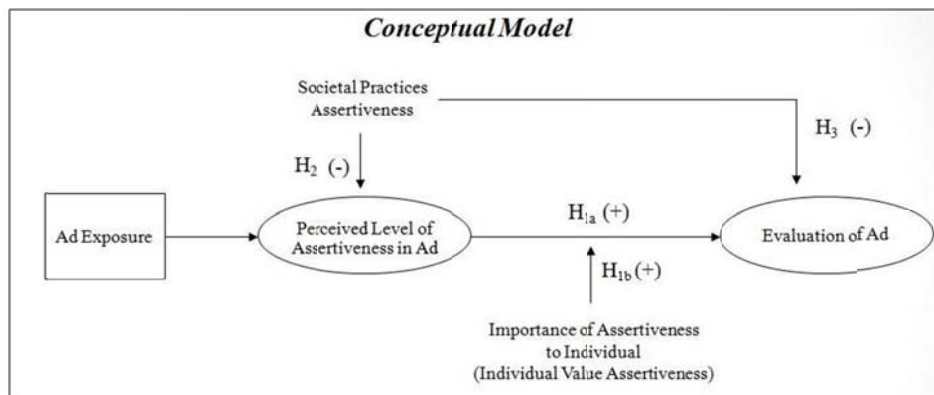 Conceptual Model
Societal Practices
Assertiveness
H₃ (-)
H₂ (-)
H₁ₐ (+)
Ad Exposure
Perceived Level of
Assertiveness in Ad
Evaluation of Ad
H₁b (+)
Importance of Assertiveness
to Individual
(Individual Value Assertiveness)